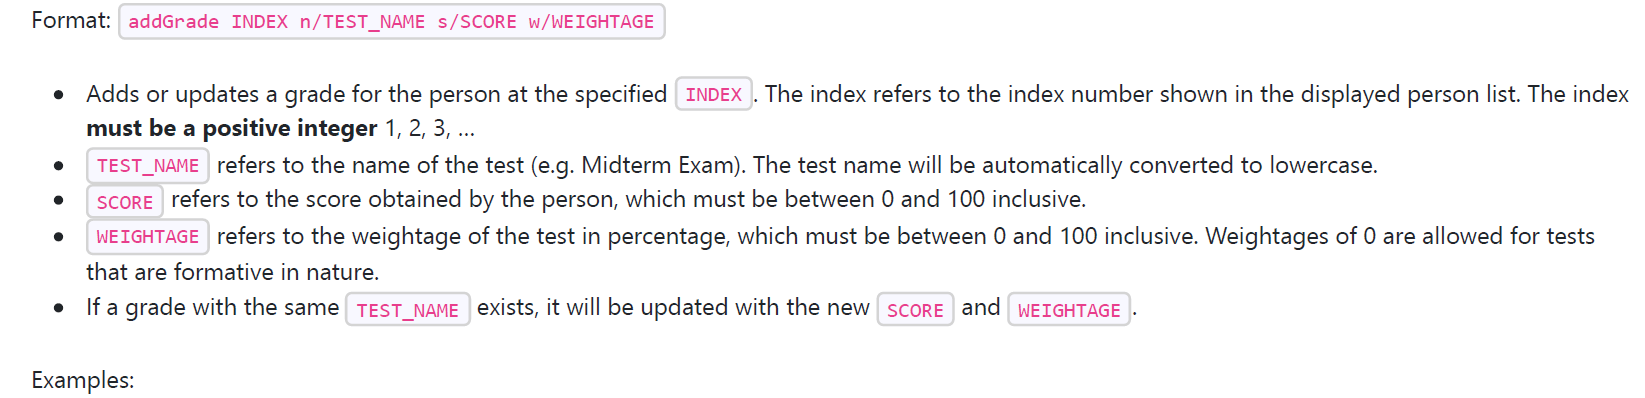 Format: addGrade INDEX n/TEST_NAME s/SCORE w/WEIGHTAGE
• Adds or updates a grade for the person at the specified INDEX. The index refers to the index number shown in the displayed person list. The index
must be a positive integer 1, 2, 3, …
• TEST_NAME refers to the name of the test (e.g. Midterm Exam). The test name will be automatically converted to lowercase.
• SCORE refers to the score obtained by the person, which must be between 0 and 100 inclusive.
• WEIGHTAGE refers to the weightage of the test in percentage, which must be between 0 and 100 inclusive. Weightages of 0 are allowed for tests
that are formative in nature.
• If a grade with the same TEST_NAME exists, it will be updated with the new SCORE and WEIGHTAGE.
Examples: